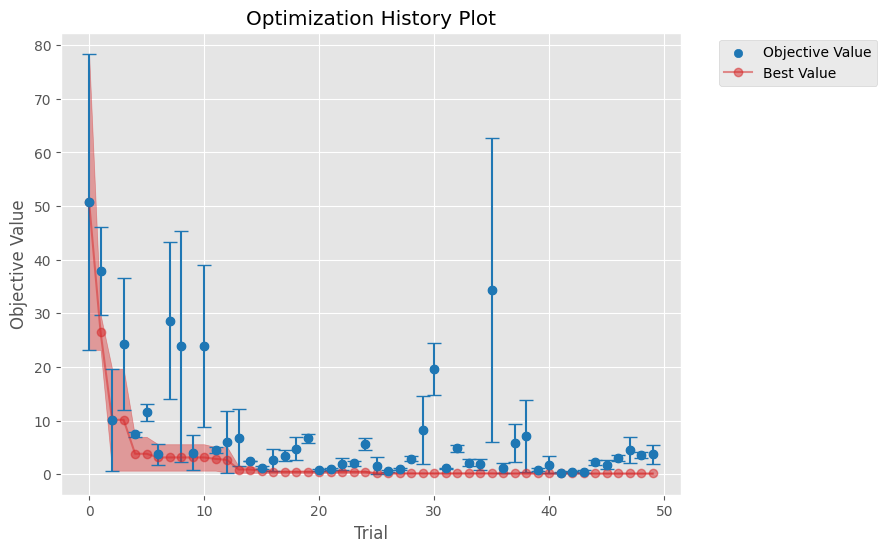 Optimization History Plot
Objective Value
Best Value
Objective Value
80
70
60
50
40
30
20
10
0
0 10 20 30 40 50
Trial